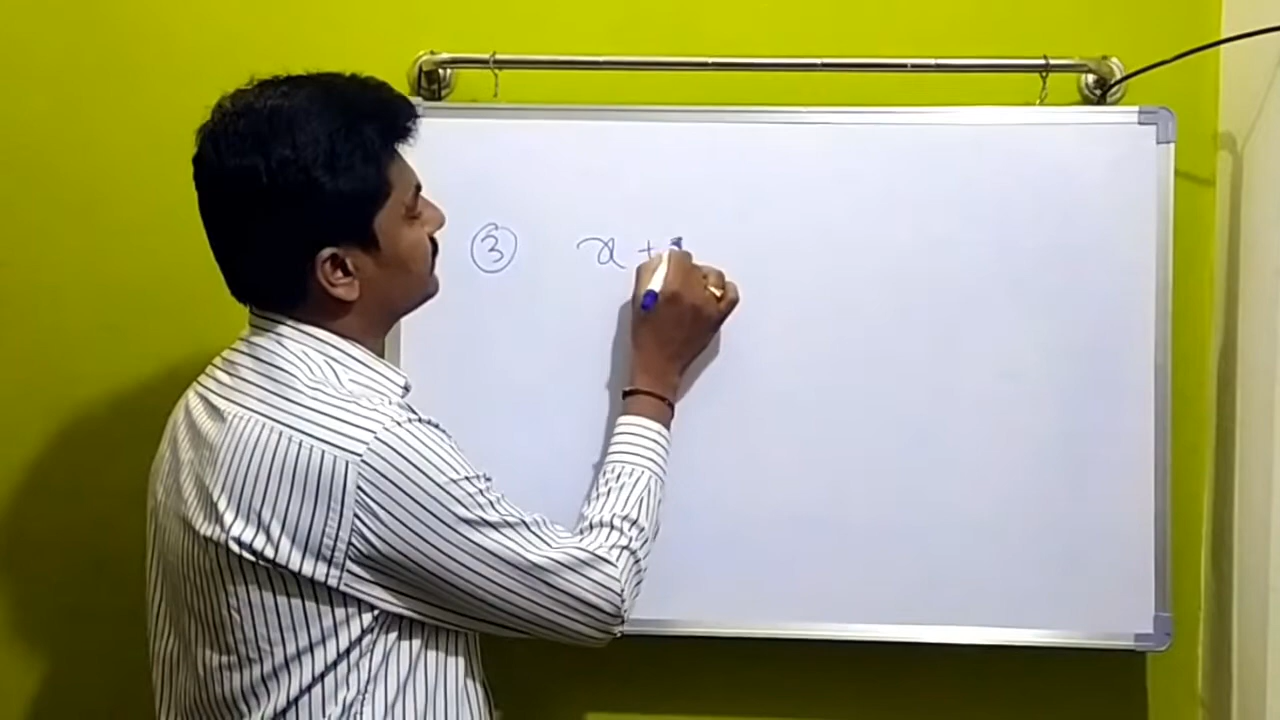 ③ x +